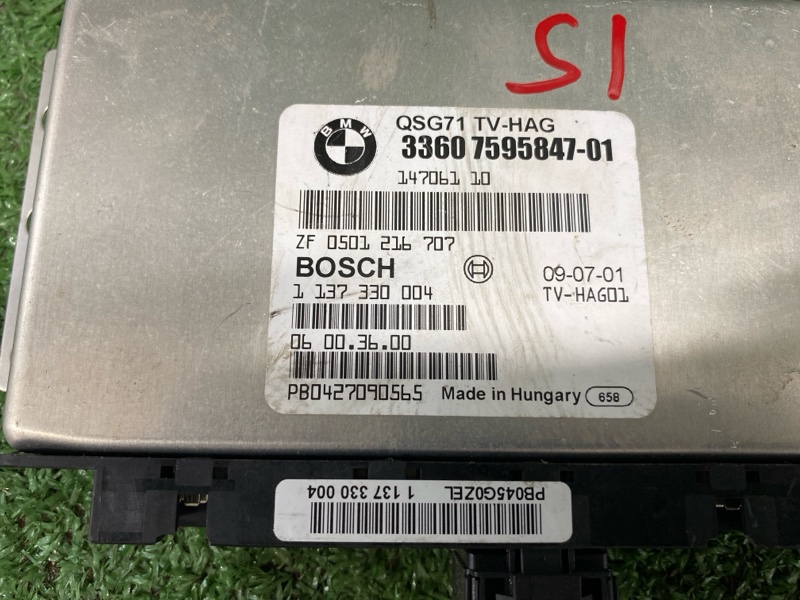 SI
BMW
QSG71 TV-HAG
3360 7595847-01
147061 10
ZF 0501 216 707
BOSCH
09-07-01
1 137 330 004
TV-HAG01
06 00.36.00
PB0427090565
Made in Hungary 658
PB045G0ZEL 1 137 330 004